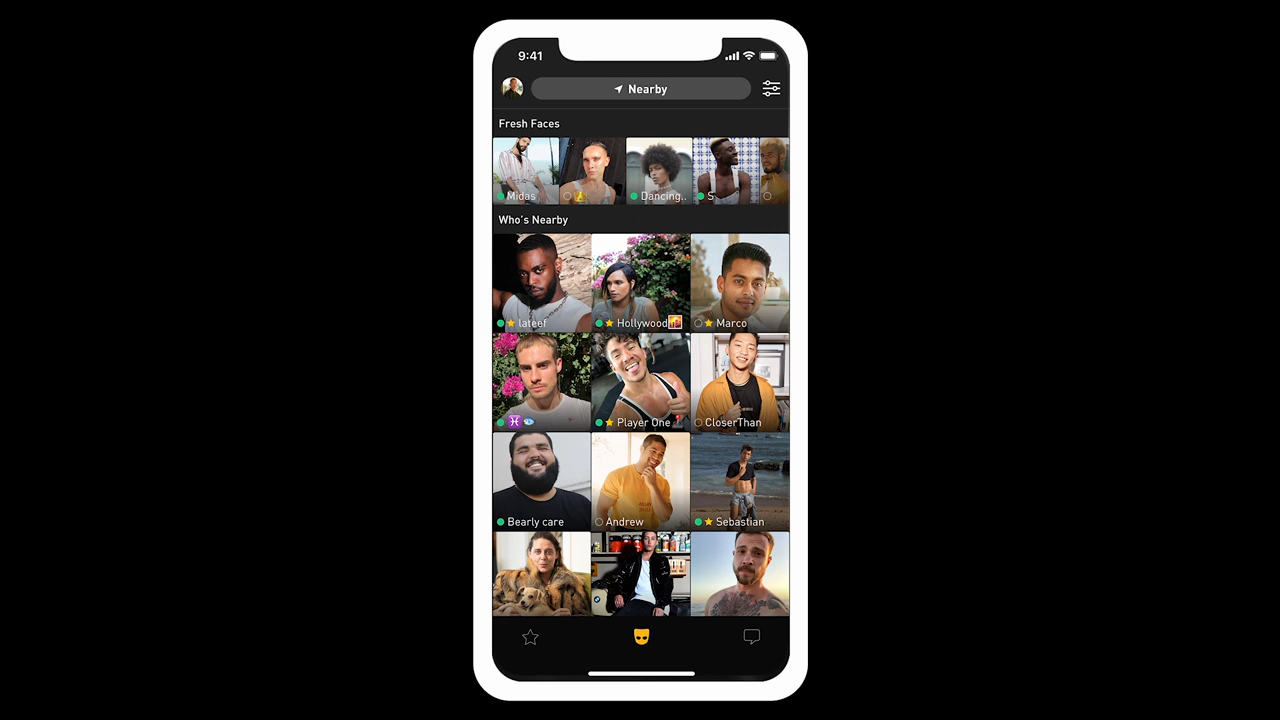 9:41
Nearby
Fresh Faces
Midas
Dancing..
S
Who's Nearby
lateef
Hollywood
Marco
Player One
CloserThan
Bearly care
Andrew
Sebastian